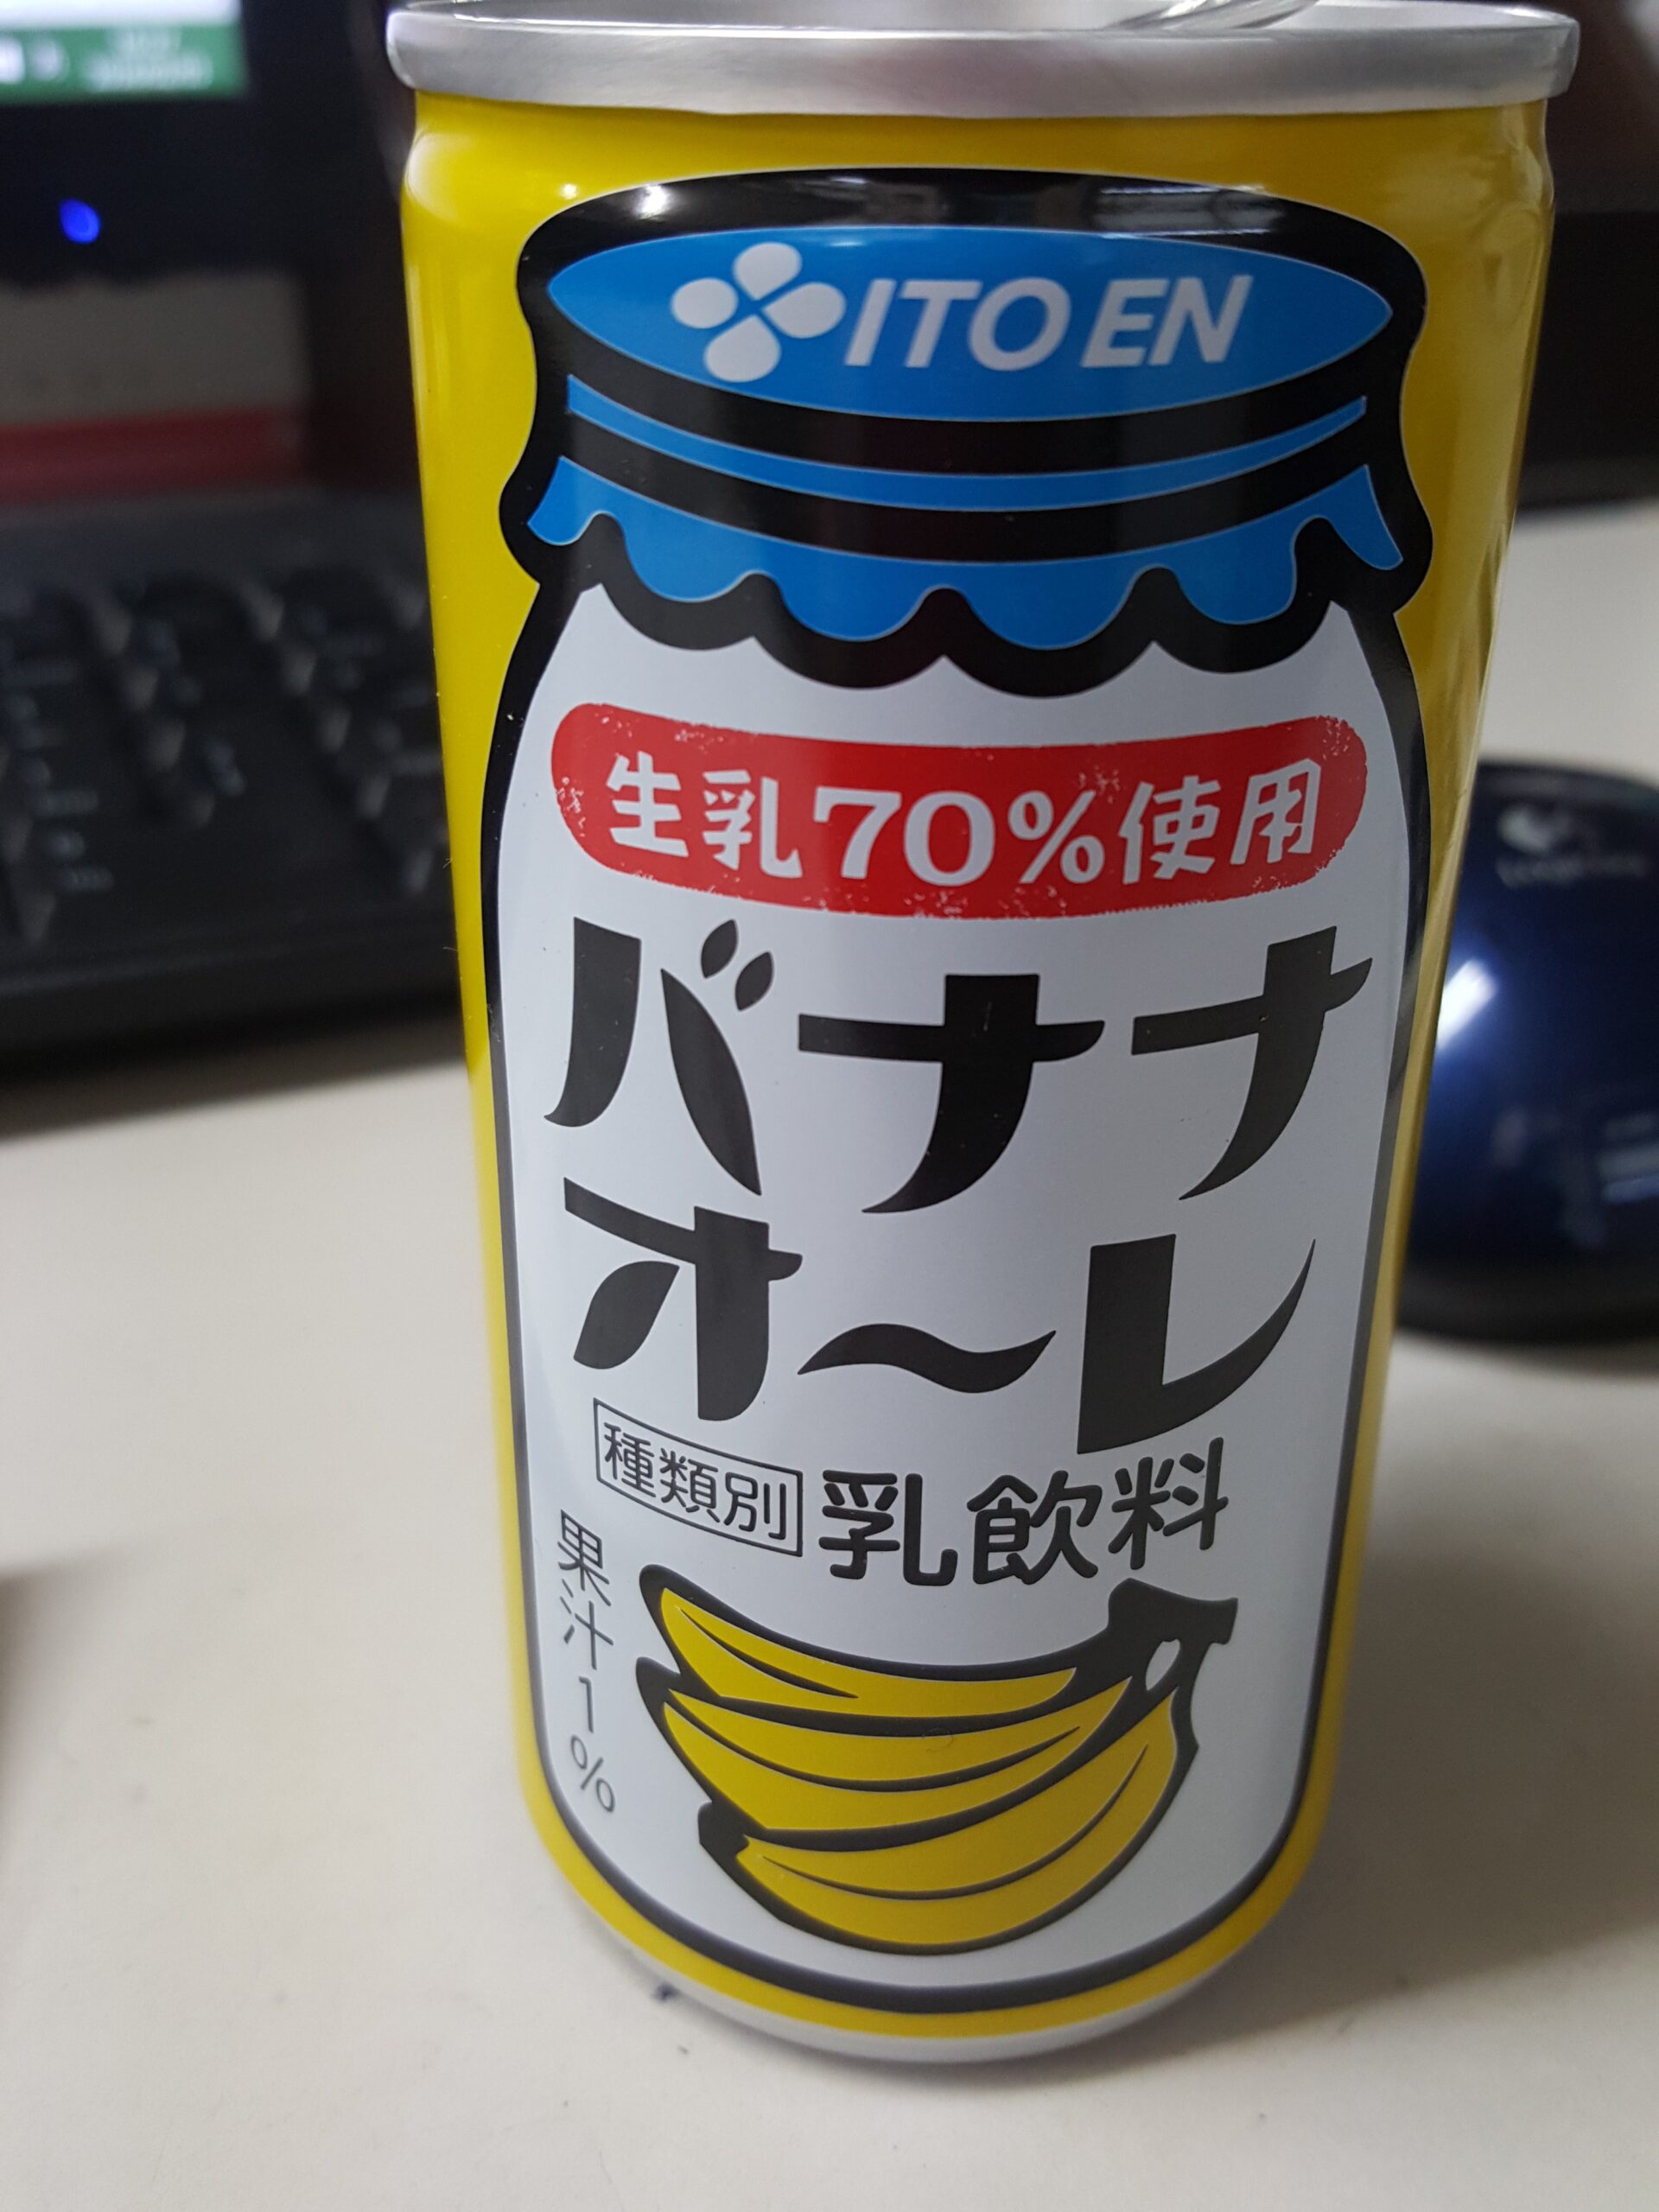 ITO EN
生乳70%使用
バナナ
オ〜レ
種類別 乳飲料
果汁1%